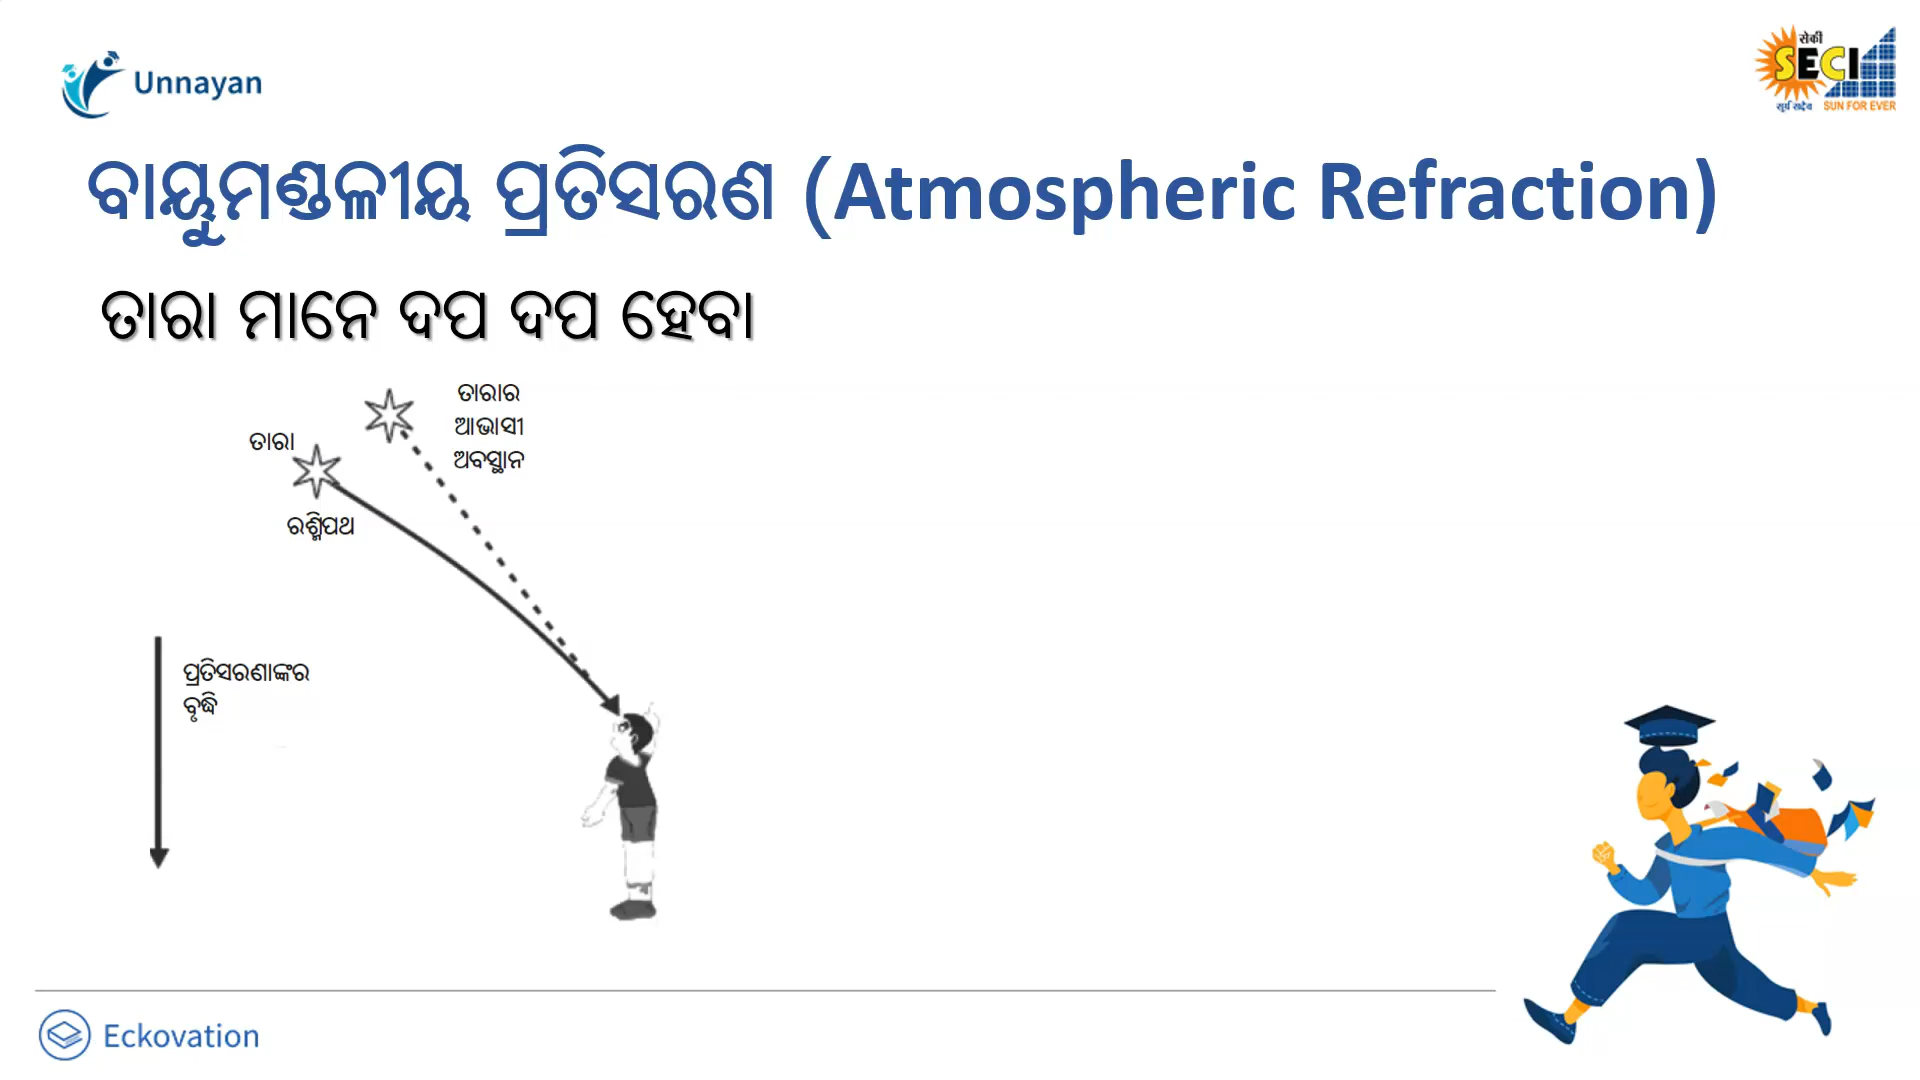 Unnayan
सेकी
SECI
सूर्य सदैव SUN FOR EVER
ବାୟୁମଣ୍ଡଳୀୟ ପ୍ରତିସରଣ (Atmospheric Refraction)
ତାରା ମାନେ ଦପ ଦପ ହେବା
ତାରାର
ଆଭାସୀ
ଅବସ୍ଥାନ
ତାରା
ରଶ୍ମିପଥ
ପ୍ରତିସରଣାଙ୍କର
ବୃଦ୍ଧି
Eckovation